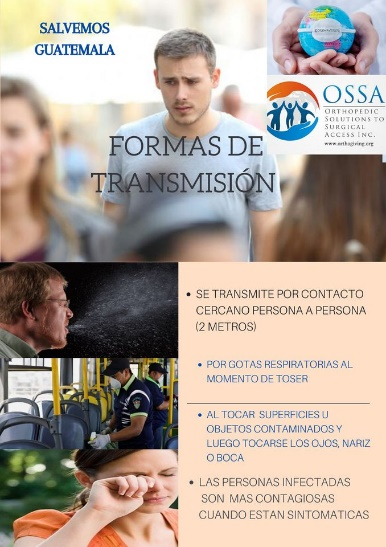 SALVEMOS
GUATEMALA
OSSA
ORTHOPEDIC
SOLUTIONS TO
SURGICAL
ACCESS INC.
www.orthogiving.org
FORMAS DE
TRANSMISIÓN
• SE TRANSMITE POR CONTACTO
CERCANO PERSONA A PERSONA
(2 METROS)
• POR GOTAS RESPIRATORIAS AL
MOMENTO DE TOSER
• AL TOCAR SUPERFICIES U
OBJETOS CONTAMINADOS Y
LUEGO TOCARSE LOS OJOS, NARIZ
O BOCA
• LAS PERSONAS INFECTADAS
SON MAS CONTAGIOSAS
CUANDO ESTAN SINTOMATICAS